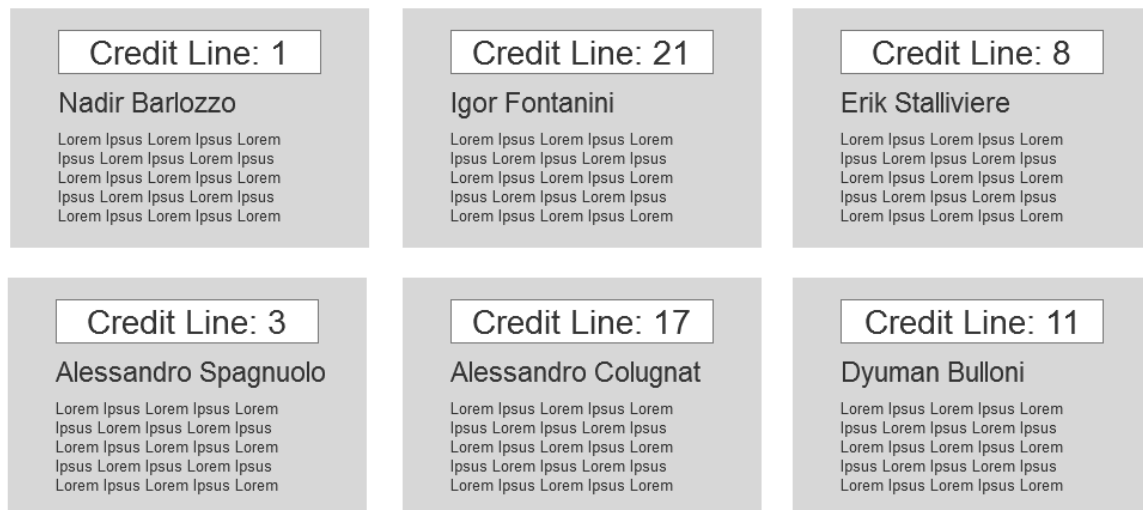 Credit Line: 1
Nadir Barlozzo
Lorem Ipsus Lorem Ipsus Lorem
Ipsus Lorem Ipsus Lorem Ipsus
Lorem Ipsus Lorem Ipsus Lorem
Ipsus Lorem Ipsus Lorem Ipsus
Lorem Ipsus Lorem Ipsus Lorem
Credit Line: 21
Igor Fontanini
Lorem Ipsus Lorem Ipsus Lorem
Ipsus Lorem Ipsus Lorem Ipsus
Lorem Ipsus Lorem Ipsus Lorem
Ipsus Lorem Ipsus Lorem Ipsus
Lorem Ipsus Lorem Ipsus Lorem
Credit Line: 8
Erik Stalliviere
Lorem Ipsus Lorem Ipsus Lorem
Ipsus Lorem Ipsus Lorem Ipsus
Lorem Ipsus Lorem Ipsus Lorem
Ipsus Lorem Ipsus Lorem Ipsus
Lorem Ipsus Lorem Ipsus Lorem
Credit Line: 3
Alessandro Spagnuolo
Lorem Ipsus Lorem Ipsus Lorem
Ipsus Lorem Ipsus Lorem Ipsus
Lorem Ipsus Lorem Ipsus Lorem
Ipsus Lorem Ipsus Lorem Ipsus
Lorem Ipsus Lorem Ipsus Lorem
Credit Line: 17
Alessandro Colugnat
Lorem Ipsus Lorem Ipsus Lorem
Ipsus Lorem Ipsus Lorem Ipsus
Lorem Ipsus Lorem Ipsus Lorem
Ipsus Lorem Ipsus Lorem Ipsus
Lorem Ipsus Lorem Ipsus Lorem
Credit Line: 11
Dyuman Bulloni
Lorem Ipsus Lorem Ipsus Lorem
Ipsus Lorem Ipsus Lorem Ipsus
Lorem Ipsus Lorem Ipsus Lorem
Ipsus Lorem Ipsus Lorem Ipsus
Lorem Ipsus Lorem Ipsus Lorem